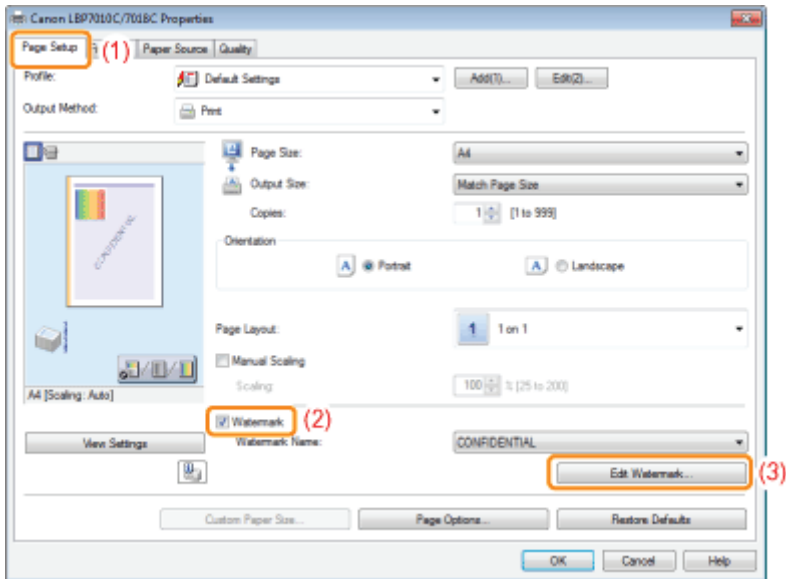 Canon LBP7010C/7018C Properties
Page Setup (1) Paper Source Quality
Profile: Default Settings Add(1)... Edit(2)...
Output Method: Print
Page Size: A4
Output Size: Match Page Size
Copies: 1 [1 to 999]
Orientation
A Portrait A Landscape
CONFIDENTIAL
Page Layout: 1 1 on 1
Manual Scaling
Scaling: 100 % [25 to 200]
A4 [Scaling: Auto]
Watermark (2)
View Settings Watermark Name: CONFIDENTIAL
Edit Watermark... (3)
Custom Paper Size... Page Options... Restore Defaults
OK Cancel Help